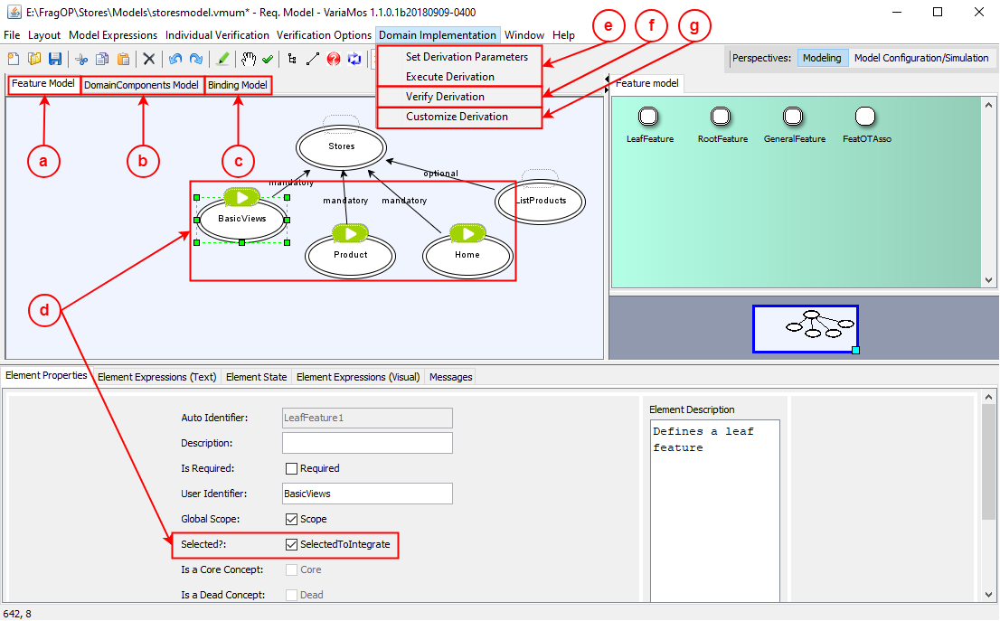 E:\FragOP\Stores\Models\storesmodel.vmum* - Req. Model - VariaMos 1.1.0.1b20180909-0400
File Layout Model Expressions Individual Verification Verification Options Domain Implementation Window Help
e
f
g
Set Derivation Parameters
Execute Derivation
Verify Derivation
Customize Derivation
Perspectives: Modeling Model Configuration/Simulation
Feature Model DomainComponents Model Binding Model
a
b
c
Stores
mandatory
optional
BasicViews
mandatory
mandatory
ListProducts
Product
Home
d
Feature model
LeafFeature RootFeature GeneralFeature FeatOTAsso
Element Properties Element Expressions (Text) Element State Element Expressions (Visual) Messages
Auto Identifier: LeafFeature1
Description:
Is Required: Required
User Identifier: BasicViews
Global Scope: Scope
Selected?: SelectedToIntegrate
Is a Core Concept: Core
Is a Dead Concept: Dead
Element Description
Defines a leaf
feature
642, 8